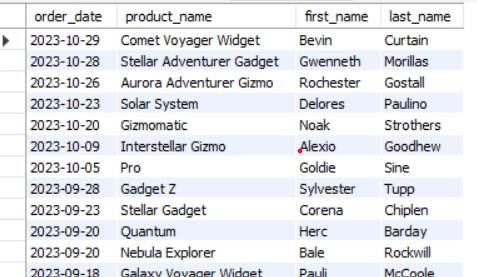 order_date product_name first_name last_name
2023-10-29 Comet Voyager Widget Bevin Curtain
2023-10-28 Stellar Adventurer Gadget Gwenneth Morillas
2023-10-26 Aurora Adventurer Gizmo Rochester Gostall
2023-10-23 Solar System Delores Paulino
2023-10-20 Gizmomatic Noak Strothers
2023-10-09 Interstellar Gizmo Alexio Goodhew
2023-10-05 Pro Goldie Sine
2023-09-28 Gadget Z Sylvester Tupp
2023-09-23 Stellar Gadget Corena Chiplen
2023-09-20 Quantum Herc Barday
2023-09-20 Nebula Explorer Bale Rockwill
2023-09-18 Galaxy Voyager Widget Pauli McCoole